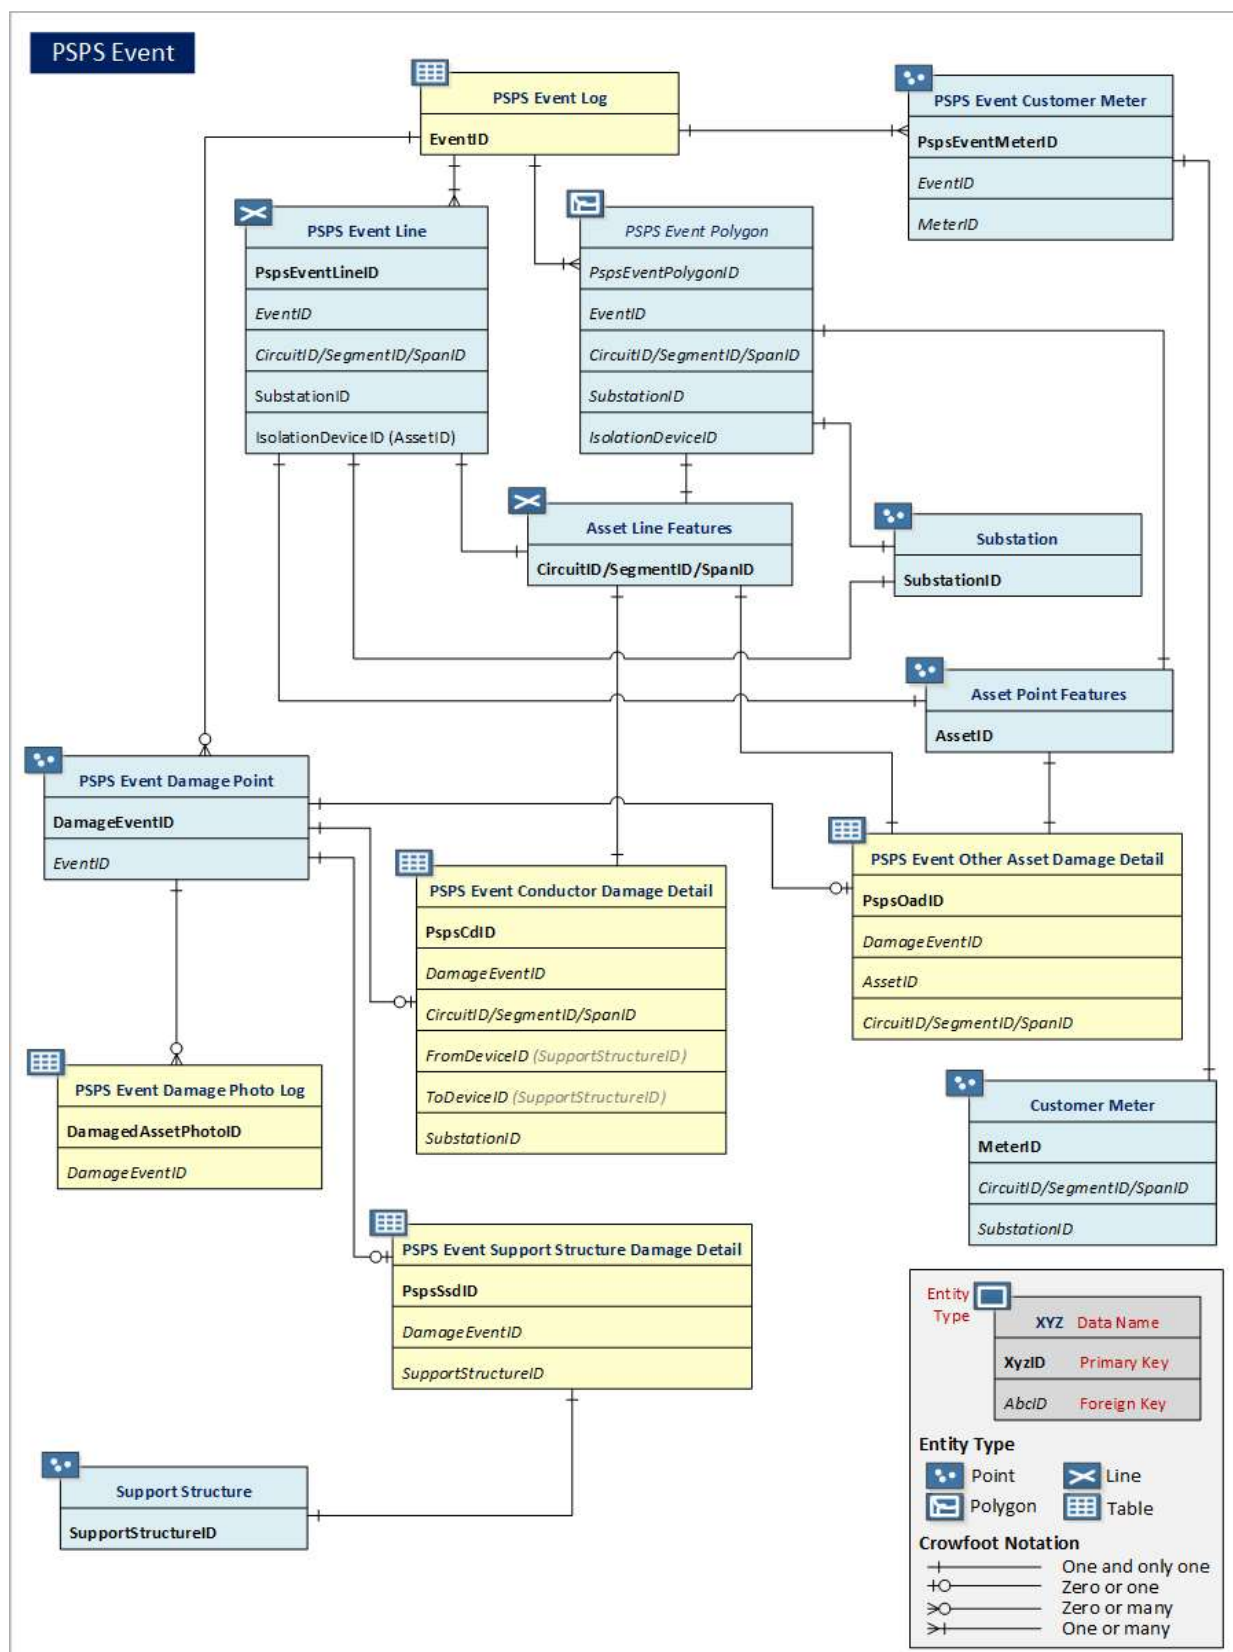 PSPS Event
PSPS Event Log
EventID
PSPS Event Customer Meter
PspsEventMeterID
EventID
MeterID
PSPS Event Line
PspsEventLineID
EventID
CircuitID/SegmentID/SpanID
SubstationID
IsolationDeviceID (AssetID)
PSPS Event Polygon
PspsEventPolygonID
EventID
CircuitID/SegmentID/SpanID
SubstationID
IsolationDeviceID
Asset Line Features
CircuitID/SegmentID/SpanID
Substation
SubstationID
Asset Point Features
AssetID
PSPS Event Damage Point
DamageEventID
EventID
PSPS Event Conductor Damage Detail
PspsCdID
DamageEventID
CircuitID/SegmentID/SpanID
FromDeviceID (SupportStructureID)
ToDeviceID (SupportStructureID)
SubstationID
PSPS Event Other Asset Damage Detail
PspsOadID
DamageEventID
AssetID
CircuitID/SegmentID/SpanID
PSPS Event Damage Photo Log
DamagedAssetPhotoID
DamageEventID
Customer Meter
MeterID
CircuitID/SegmentID/SpanID
SubstationID
PSPS Event Support Structure Damage Detail
PspsSsdID
DamageEventID
SupportStructureID
Support Structure
SupportStructureID
Entity
Type
XYZ Data Name
XyzID Primary Key
AbcID Foreign Key
Entity Type
Point Line
Polygon Table
Crowfoot Notation
One and only one
Zero or one
Zero or many
One or many